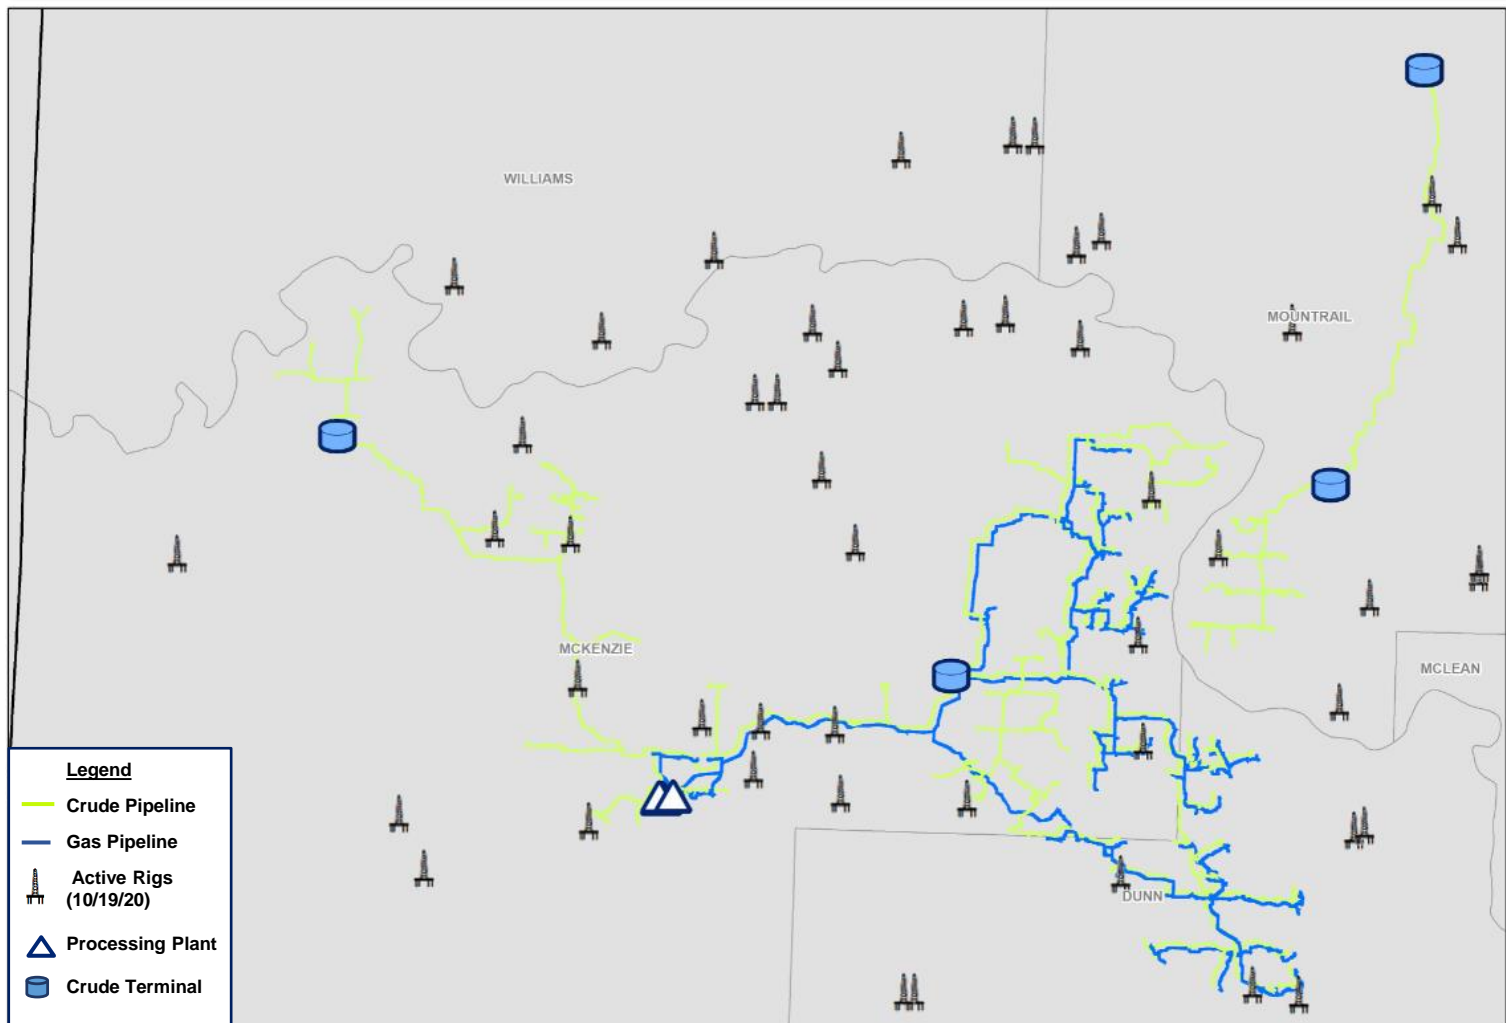 WILLIAMS
MOUNTRAIL
MCKENZIE
MCLEAN
DUNN
Legend
Crude Pipeline
Gas Pipeline
Active Rigs
(10/19/20)
Processing Plant
Crude Terminal